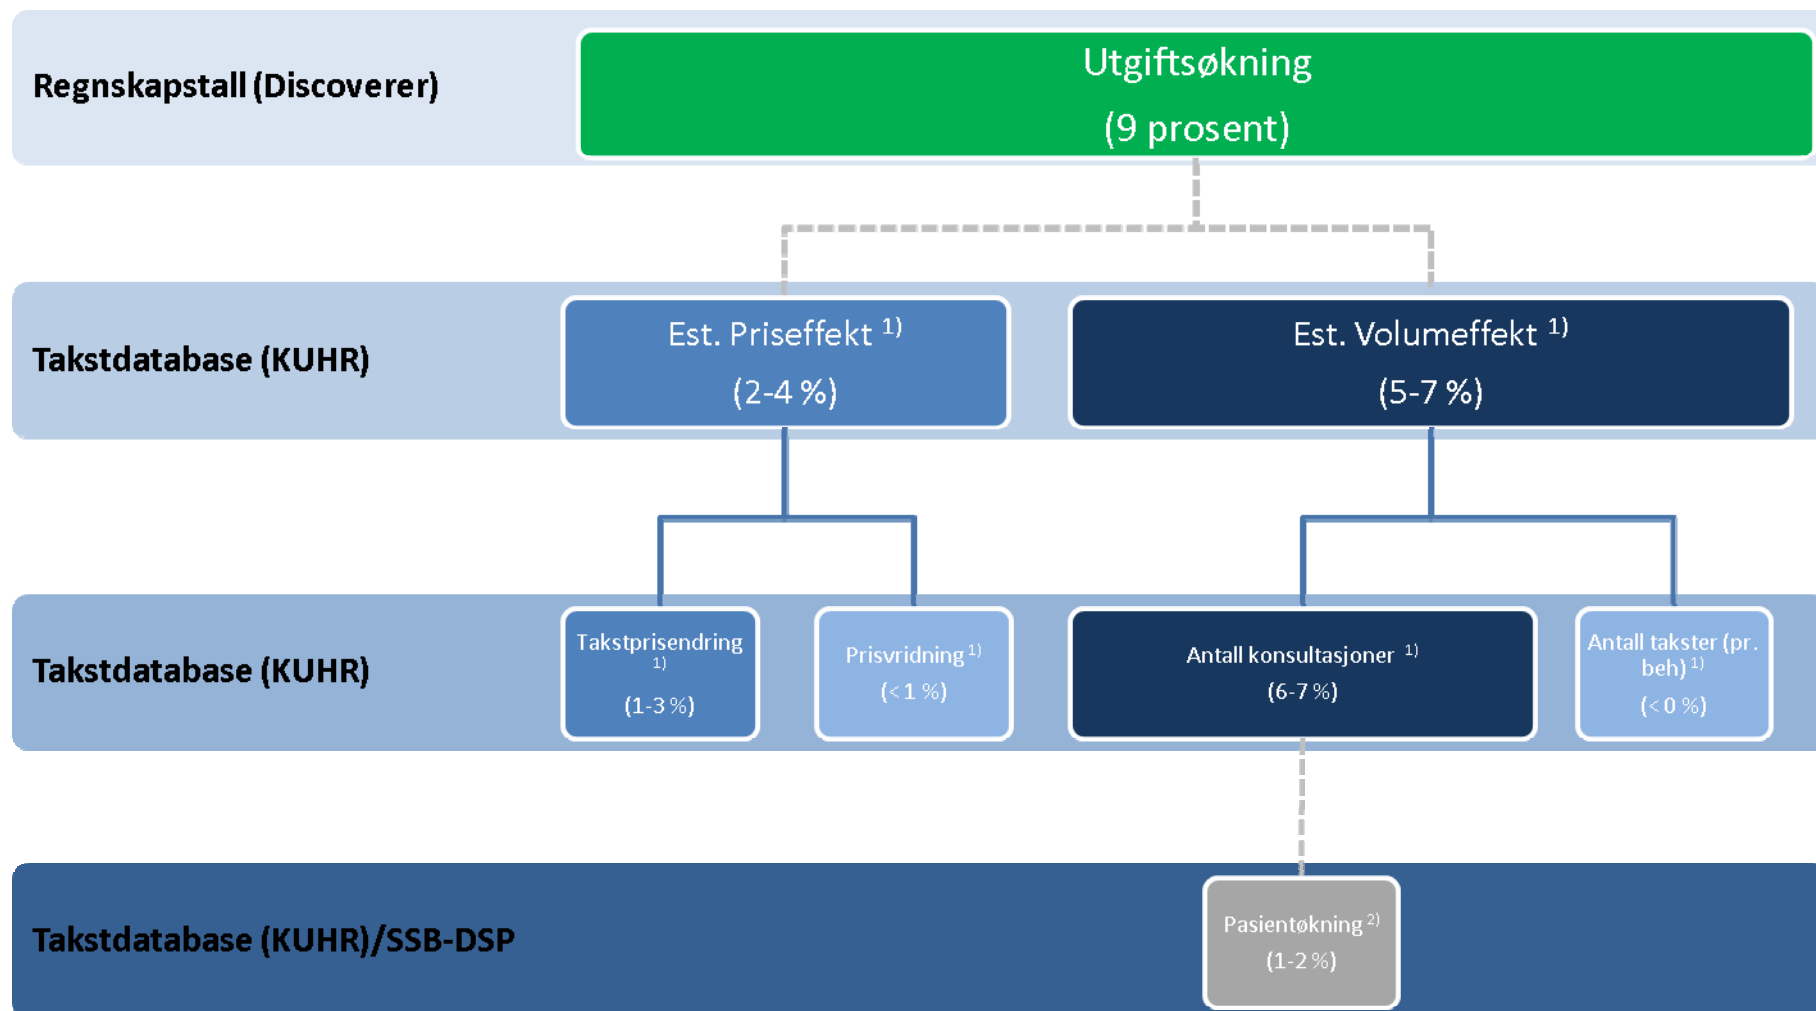 Regnskapstall (Discoverer)
Utgiftsøkning
(9 prosent)
Takstdatabase (KUHR)
Est. Priseffekt 1)
(2-4 %)
Est. Volumeffekt 1)
(5-7 %)
Takstdatabase (KUHR)
Takstprisendring
1)
(1-3 %)
Prisvridning 1)
(<1 %)
Antall konsultasjoner 1)
(6-7 %)
Antall takster (pr.
beh) 1)
(<0 %)
Takstdatabase (KUHR)/SSB-DSP
Pasientøkning 2)
(1-2 %)